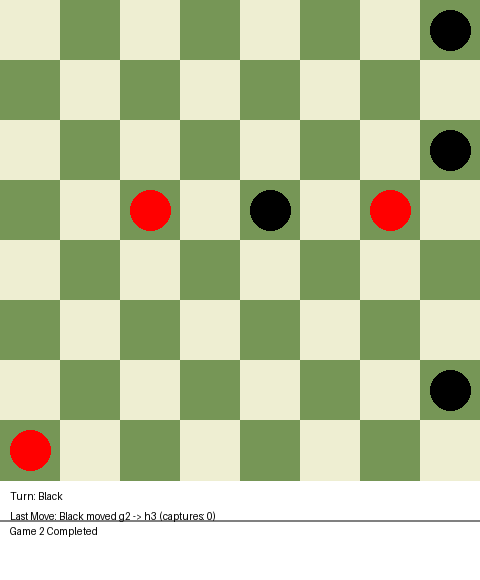 Turn: Black
Last Move: Black moved g2 -> h3 (captures: 0)
Game 2 Completed